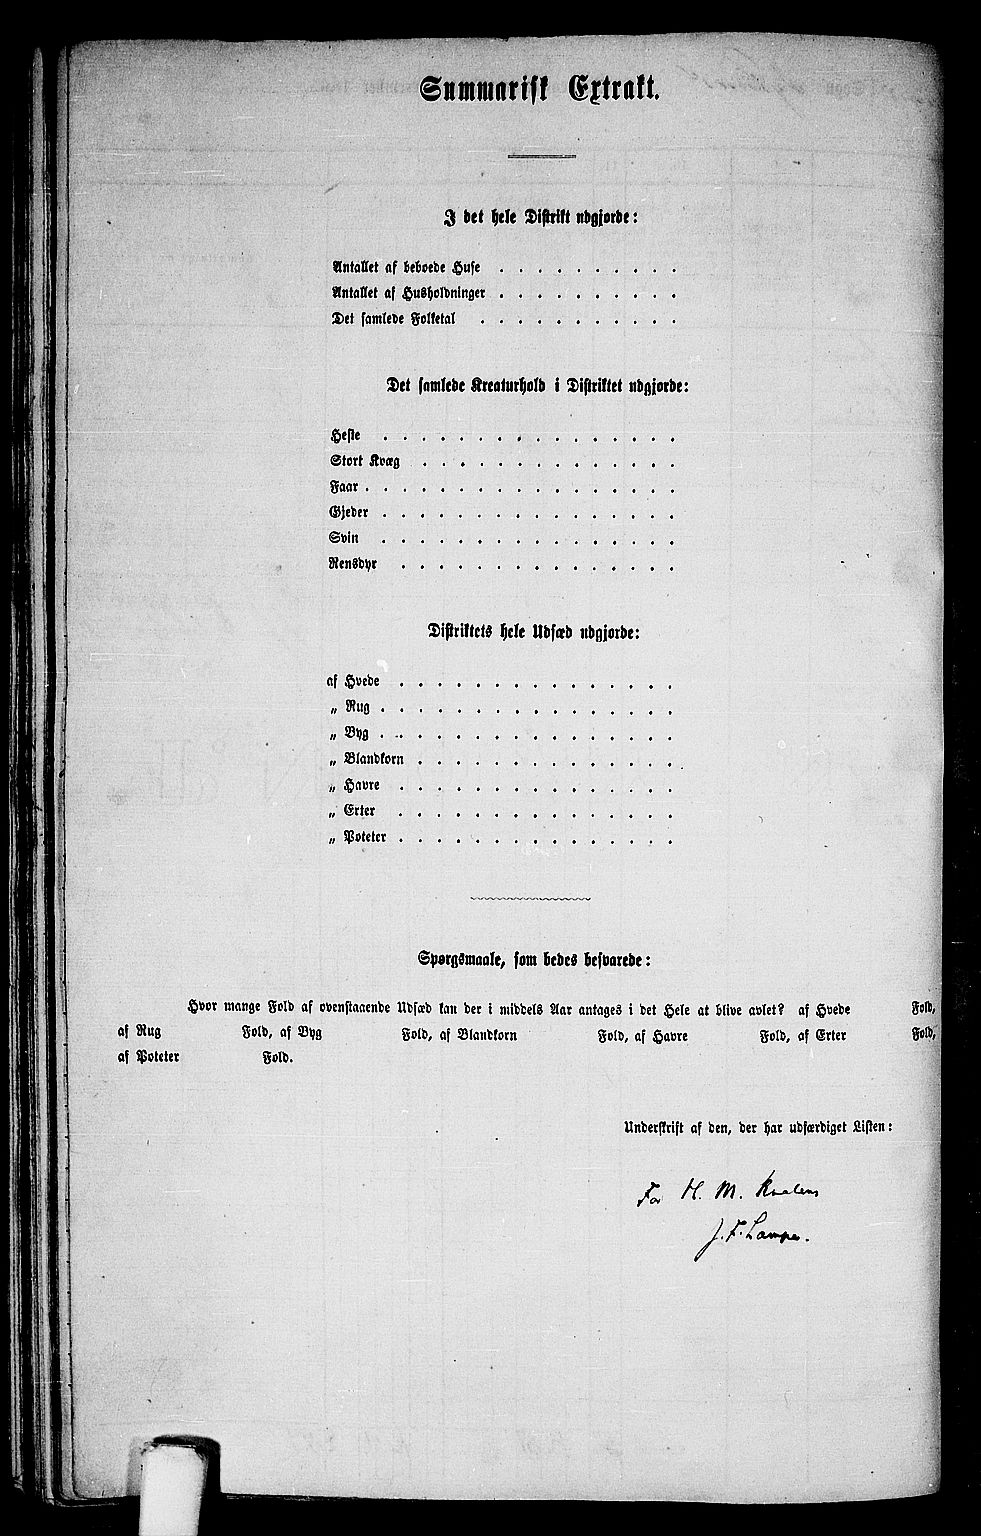 Summarisk Extrakt.
I det hele Distrikt udgjorde:
Antallet af beboede Huse . . . . . . . . . .
Antallet af Husholdninger . . . . . . . . . .
Det samlede Folketal . . . . . . . . . . .
Det samlede Kreaturhold i Distriktet udgjorde:
Heste . . . . . . . . . . . . . . . .
Stort Kvæg . . . . . . . . . . . . . .
Faar . . . . . . . . . . . . . . . . .
Gjeder . . . . . . . . . . . . . . . .
Svin . . . . . . . . . . . . . . . .
Rensdyr . . . . . . . . . . . . . . .
Distriktets hele Udsæd udgjorde:
af Hvede . . . . . . . . . . . . . . .
„ Rug . . . . . . . . . . . . . . . .
„ Byg . . . . . . . . . . . . . . . .
„ Blandkorn . . . . . . . . . . . . . .
„ Havre . . . . . . . . . . . . . . .
„ Erter . . . . . . . . . . . . . . .
„ Poteter . . . . . . . . . . . . . . .
Spørgsmaale, som bedes besvarede:
Hvor mange Fold af ovenstaaende Udsæd kan der i middels Aar antages i det Hele at blive avlet? af Hvede Fold,
af Rug Fold, af Byg Fold, af Blandkorn Fold, af Havre Fold, af Erter Fold,
af Poteter Fold.
Underskrift af den, der har udfærdiget Listen:
For H. M. Kvalens
J. F. Lampe.